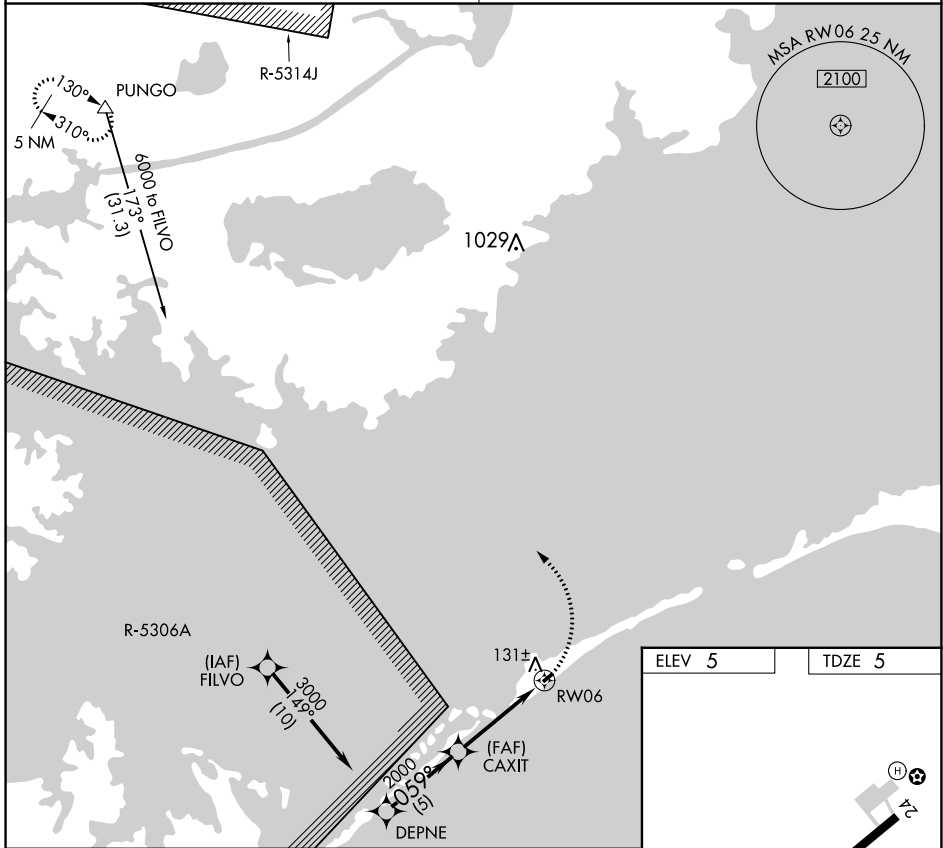 R-5314J
MSA RW06 25 NM
2100
130°
PUNGO
310°
5 NM
6000 to FILVO
173°
(31.3)
1029
R-5306A
(IAF)
FILVO
3000
149°
(10)
131±
RW06
(FAF)
CAXIT
2000
059°
(5)
DEPNE
ELEV 5
TDZE 5
H
24